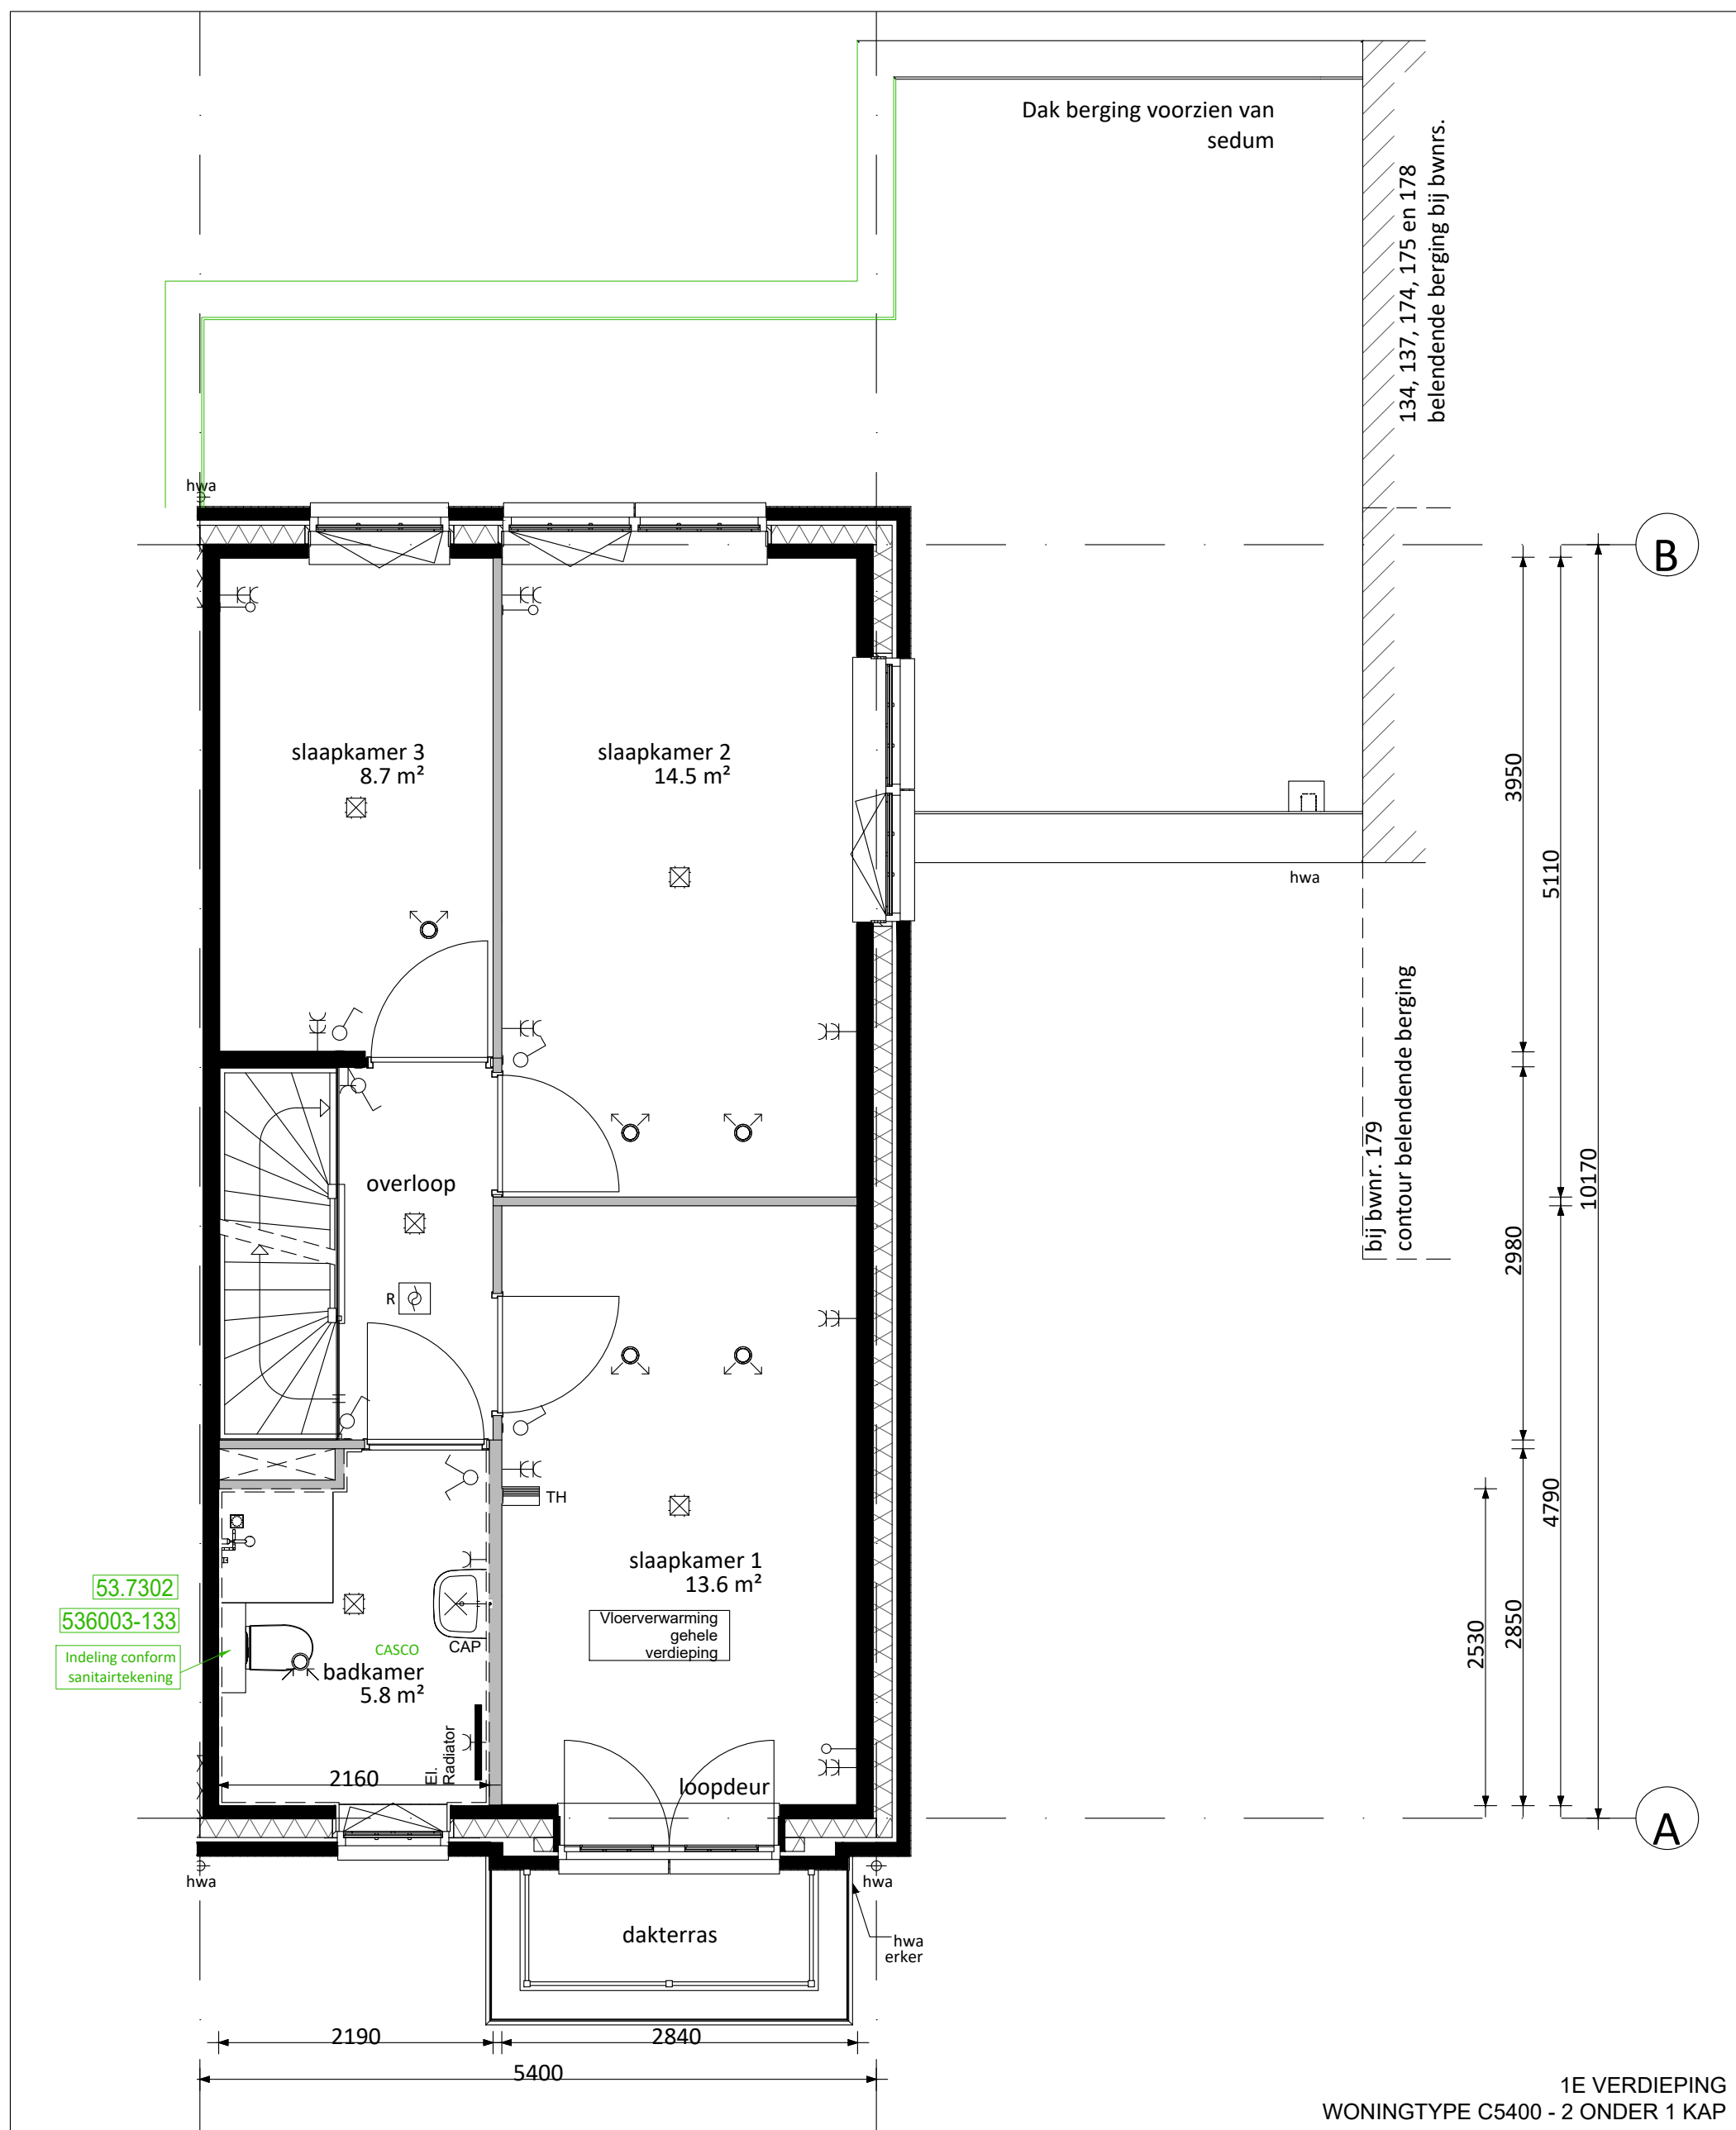 Dak berging voorzien van
sedum
134, 137, 174, 175 en 178
belendende berging bij bwnrs.
hwa
B
slaapkamer 3
8.7 m²
slaapkamer 2
14.5 m²
3950
5110
hwa
10170
bij bwnr. 179
contour belendende berging
overloop
2980
R
TH
4790
slaapkamer 1
13.6 m²
53.7302
536003-133
Indeling conform
sanitairtekening
Vloerverwarming
gehele
verdieping
CASCO
CAP
badkamer
5.8 m²
2530
2850
El.
Radiator
2160
loopdeur
A
hwa
hwa
dakterras
hwa
erker
2190
2840
5400
1E VERDIEPING
WONINGTYPE C5400 - 2 ONDER 1 KAP